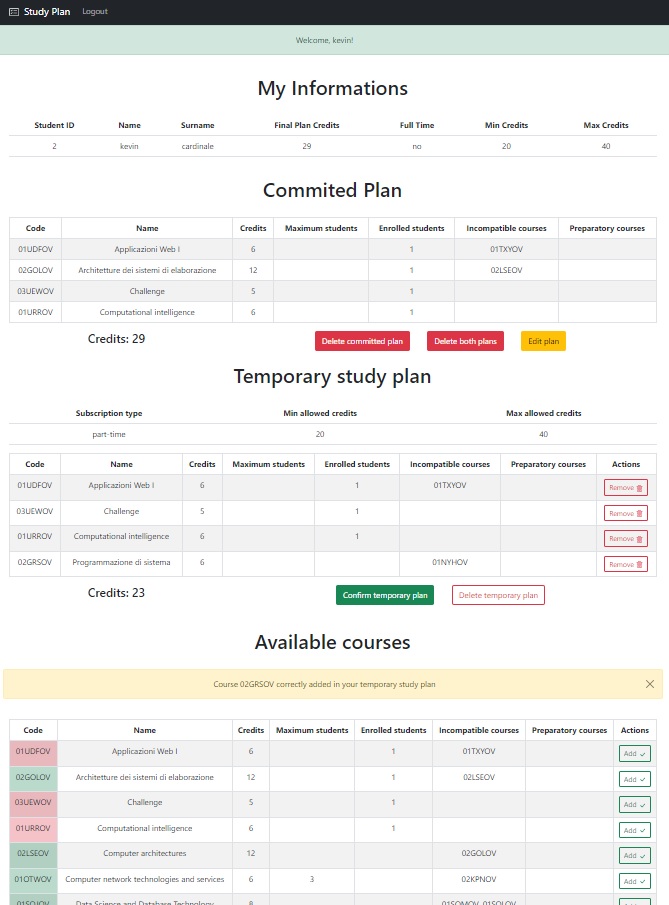 Study Plan Logout
Welcome, kevin!
My Informations
Student ID Name Surname Final Plan Credits Full Time Min Credits Max Credits
2 kevin cardinale 29 no 20 40
Commited Plan
Code Name Credits Maximum students Enrolled students Incompatible courses Preparatory courses
01UDFOV Applicazioni Web I 6 1 01TXYOV
02GOLOV Architetture dei sistemi di elaborazione 12 1 02LSEOV
03UEWOV Challenge 5 1
01URROV Computational intelligence 6 1
Credits: 29 Delete committed plan Delete both plans Edit plan
Temporary study plan
Subscription type Min allowed credits Max allowed credits
part-time 20 40
Code Name Credits Maximum students Enrolled students Incompatible courses Preparatory courses Actions
01UDFOV Applicazioni Web I 6 1 01TXYOV Remove
03UEWOV Challenge 5 1 Remove
01URROV Computational intelligence 6 1 Remove
02GRSOV Programmazione di sistema 6 01NYHOV Remove
Credits: 23 Confirm temporary plan Delete temporary plan
Available courses
Course 02GRSOV correctly added in your temporary study plan
Code Name Credits Maximum students Enrolled students Incompatible courses Preparatory courses Actions
01UDFOV Applicazioni Web I 6 1 01TXYOV Add
02GOLOV Architetture dei sistemi di elaborazione 12 1 02LSEOV Add
03UEWOV Challenge 5 1 Add
01URROV Computational intelligence 6 1 Add
02LSEOV Computer architectures 12 02GOLOV Add
01OTWOV Computer network technologies and services 6 3 02KPNOV Add
01SQJOV Data Science and Database Technology 8 01SQMOV, 01SQLOV